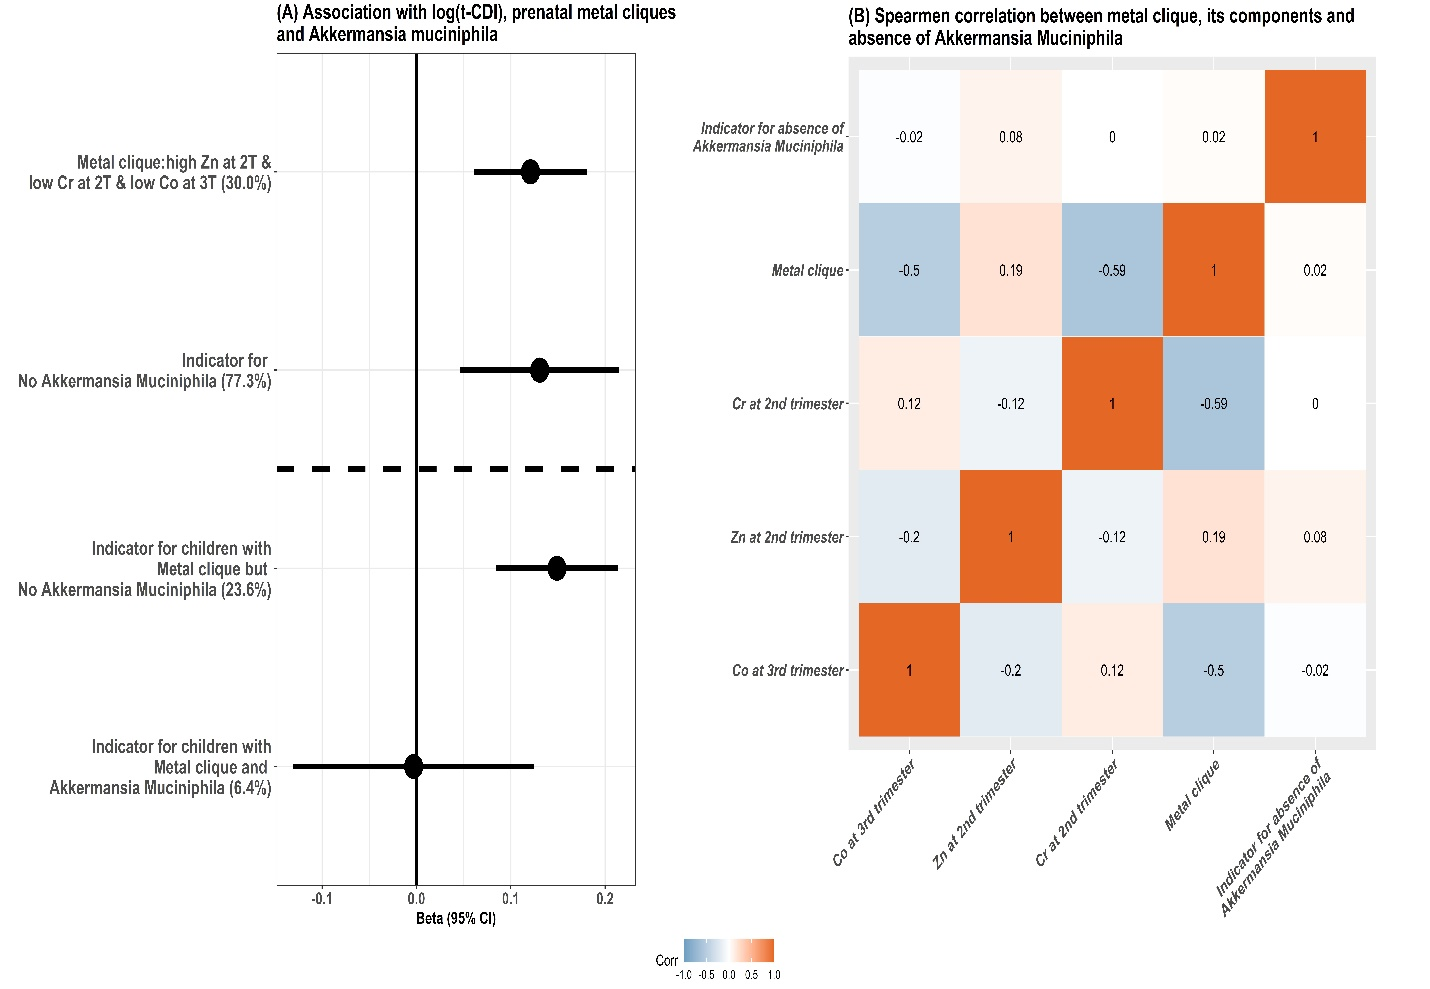 (A) Association with log(t-CDI), prenatal metal cliques
and Akkermansia muciniphila
Metal clique:high Zn at 2T &
low Cr at 2T & low Co at 3T (30.0%)
Indicator for
No Akkermansia Muciniphila (77.3%)
Indicator for children with
Metal clique but
No Akkermansia Muciniphila (23.6%)
Indicator for children with
Metal clique and
Akkermansia Muciniphila (6.4%)
-0.1 0.0 0.1 0.2
Beta (95% CI)
(B) Spearmen correlation between metal clique, its components and
absence of Akkermansia Muciniphila
Indicator for absence of
Akkermansia Muciniphila
-0.02 0.08 0 0.02 1
Metal clique
-0.5 0.19 -0.59 1 0.02
Cr at 2nd trimester
0.12 -0.12 1 -0.59 0
Zn at 2nd trimester
-0.2 1 -0.12 0.19 0.08
Co at 3rd trimester
1 -0.2 0.12 -0.5 -0.02
Co at 3rd trimester
Zn at 2nd trimester
Cr at 2nd trimester
Metal clique
Indicator for absence of
Akkermansia Muciniphila
Corr
-1.0 -0.5 0.0 0.5 1.0